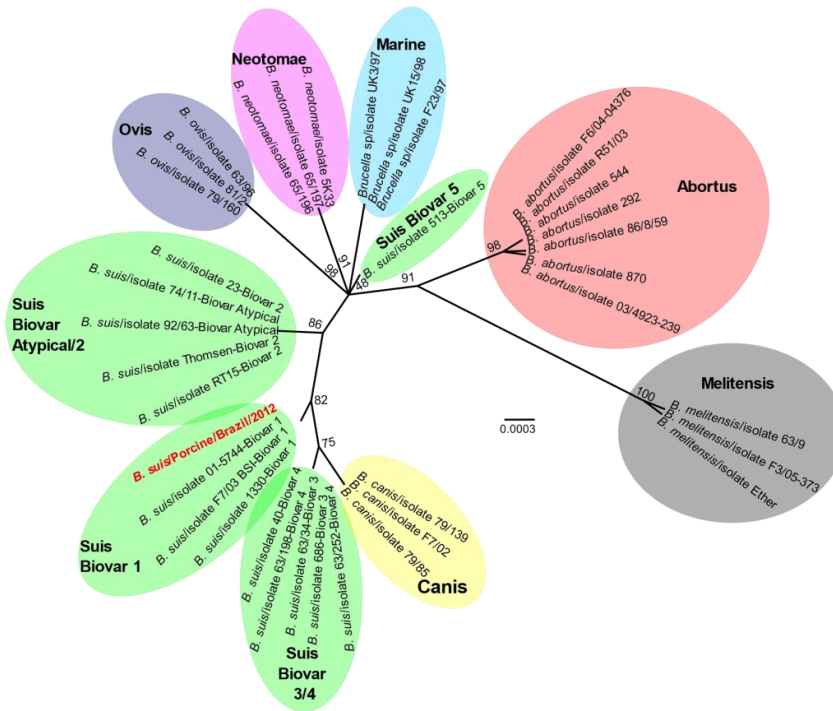 Neotomae
B. neotomae/isolate 65/196
B. neotomae/isolate 65/197
B. neotomae/isolate 5K33
Marine
Brucella sp/isolate UK3/97
Brucella sp/isolate UK15/98
Brucella sp/isolate F23/97
Ovis
B. ovis/isolate 63/96
B. ovis/isolate 81/2
B. ovis/isolate 79/160
Suis Biovar 5
B. suis/isolate 513-Biovar 5
Abortus
B. abortus/isolate F6/04-04376
B. abortus/isolate R51/03
B. abortus/isolate 544
B. abortus/isolate 292
B. abortus/isolate 86/8/59
B. abortus/isolate 870
B. abortus/isolate 03/4923-239
98
91
98
91
48
86
Suis
Biovar
Atypical/2
B. suis/isolate 23-Biovar 2
B. suis/isolate 74/11-Biovar Atypical
B. suis/isolate 92/63-Biovar Atypical
B. suis/isolate Thomsen-Biovar 2
B. suis/isolate RT15-Biovar 2
Melitensis
100
B. melitensis/isolate 63/9
B. melitensis/isolate F3/05-373
B. melitensis/isolate Ether
82
75
0.0003
B. suis/Porcine/Brazil/2012
B. suis/isolate 01-5744-Biovar 1
B. suis/isolate F7/03 BSI-Biovar 1
B. suis/isolate 1330-Biovar 1
Suis
Biovar 1
B. suis/isolate 40-Biovar 4
B. suis/isolate 63/198-Biovar 4
B. suis/isolate 63/34-Biovar 3
B. suis/isolate 686-Biovar 3
B. suis/isolate 63/252-Biovar 4
Suis
Biovar
3/4
B. canis/isolate 79/139
B. canis/isolate F7/02
B. canis/isolate 79/85
Canis